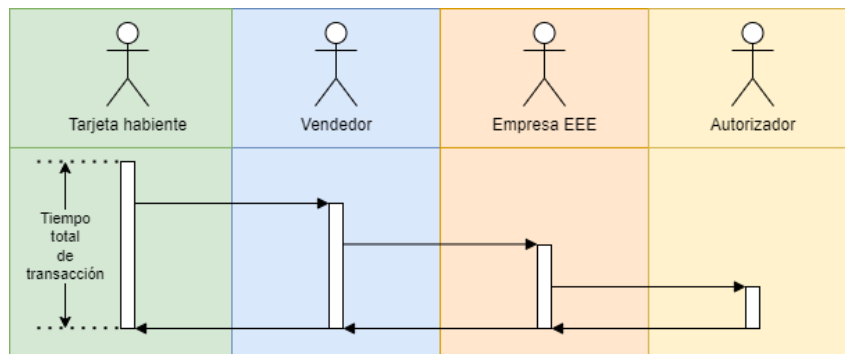 Tarjeta habiente
Vendedor
Empresa EEE
Autorizador
Tiempo
total
de
transacción